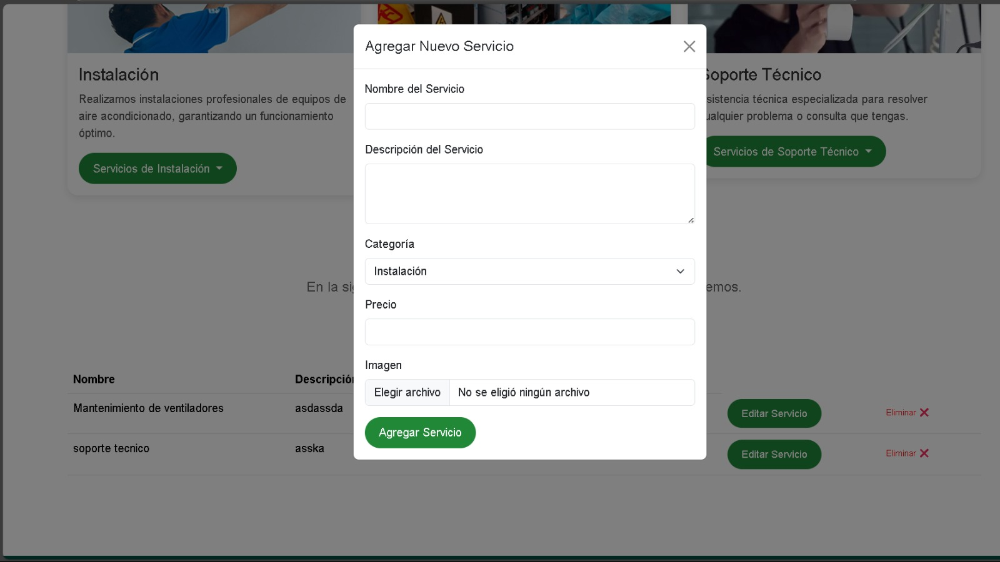 Agregar Nuevo Servicio
Nombre del Servicio
Descripción del Servicio
Categoría
Instalación
Precio
Imagen
Elegir archivo No se eligió ningún archivo
Agregar Servicio
Instalación
Realizamos instalaciones profesionales de equipos de
aire acondicionado, garantizando un funcionamiento
óptimo.
Servicios de Instalación
Soporte Técnico
sistencia técnica especializada para resolver
ualquier problema o consulta que tengas.
Servicios de Soporte Técnico
En la si
emos.
Nombre Descripción
Mantenimiento de ventiladores asdassda Editar Servicio Eliminar ❌
soporte tecnico asska Editar Servicio Eliminar ❌